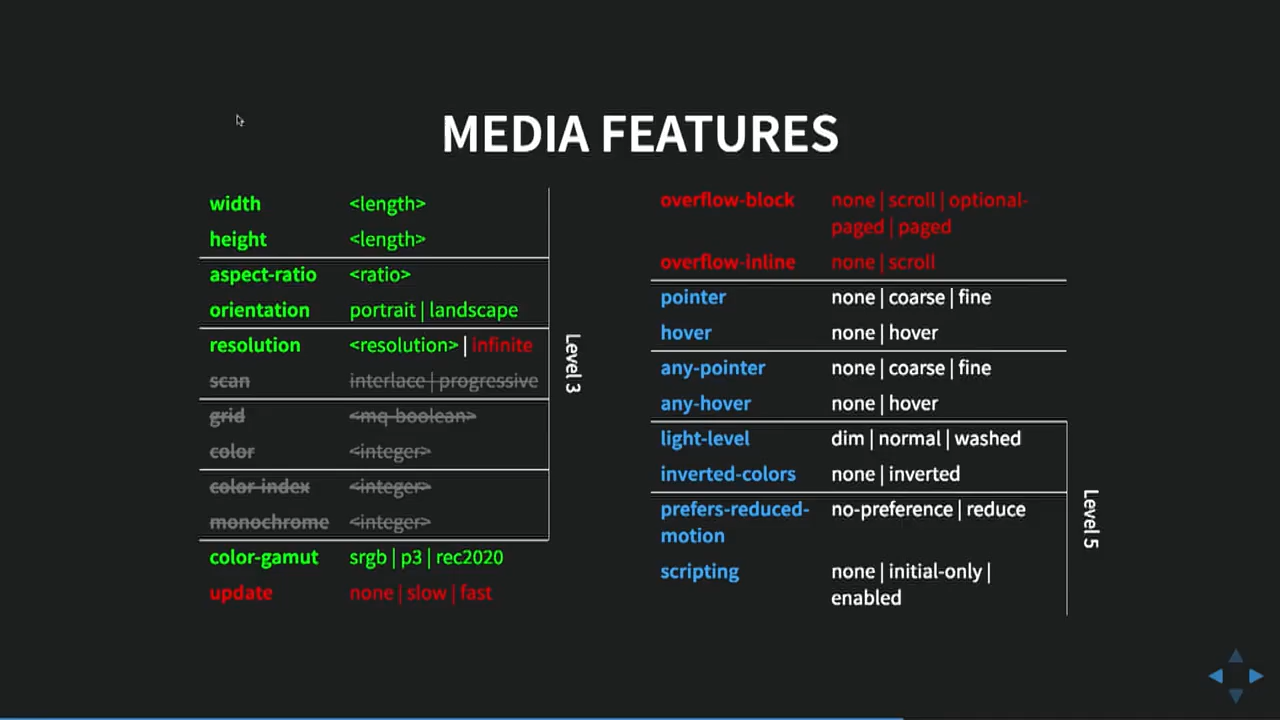 MEDIA FEATURES
width <length>
height <length>
aspect-ratio <ratio>
orientation portrait | landscape
resolution <resolution> | infinite
scan interlace | progressive
grid <mq-boolean>
color <integer>
color-index <integer>
monochrome <integer>
color-gamut srgb | p3 | rec2020
update none | slow | fast
Level 3
overflow-block none | scroll | optional-
paged | paged
overflow-inline none | scroll
pointer none | coarse | fine
hover none | hover
any-pointer none | coarse | fine
any-hover none | hover
light-level dim | normal | washed
inverted-colors none | inverted
prefers-reduced- no-preference | reduce
motion
scripting none | initial-only |
enabled
Level 5